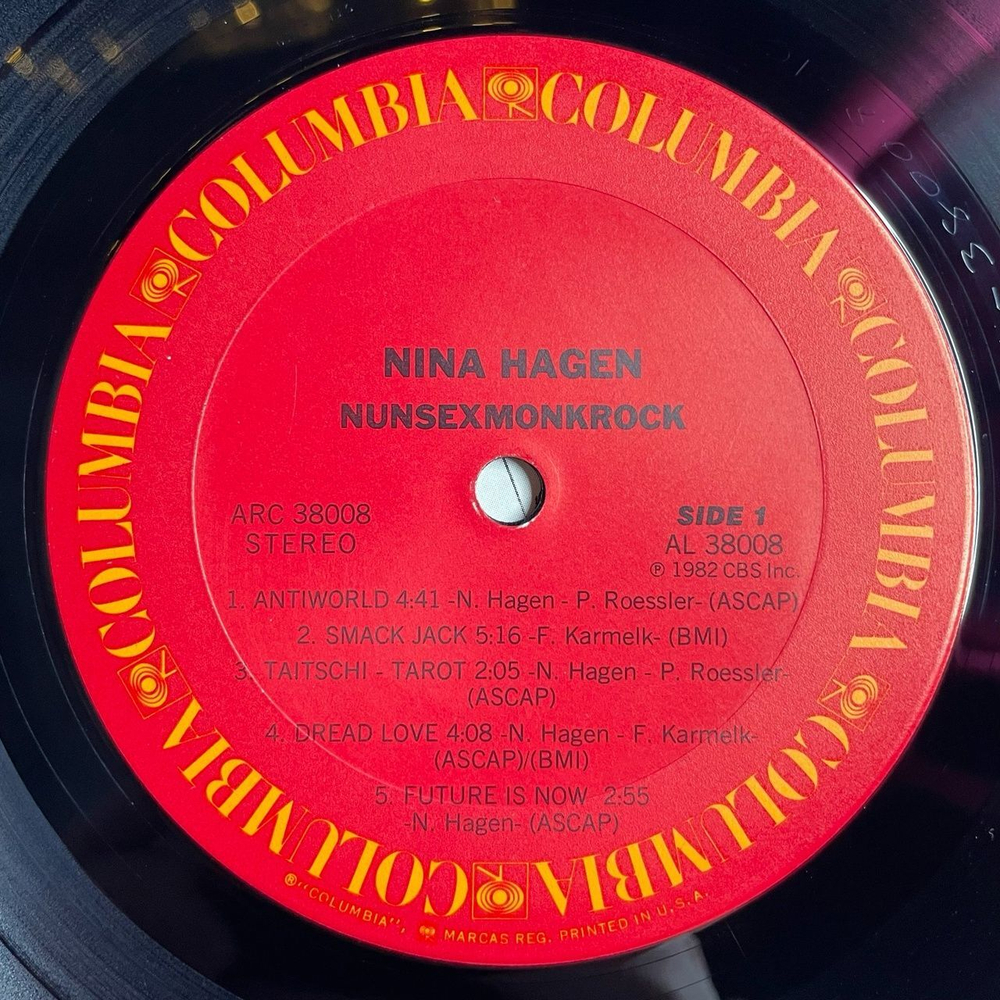 COLUMBIA COLUMBIA COLUMBIA COLUMBIA COLUMBIA COLUMBIA
NINA HAGEN
NUNSEXMONKROCK
ARC 38008
STEREO
SIDE 1
AL 38008
℗ 1982 CBS Inc.
1. ANTIWORLD 4:41 -N. Hagen - P. Roessler- (ASCAP)
2. SMACK JACK 5:16 -F. Karmelk- (BMI)
3. TAITSCHI - TAROT 2:05 -N. Hagen - P. Roessler-
(ASCAP)
4. DREAD LOVE 4:08 -N. Hagen - F. Karmelk-
(ASCAP)/(BMI)
5. FUTURE IS NOW 2:55
-N. Hagen- (ASCAP)
®"COLUMBIA", MARCAS REG. PRINTED IN U.S.A.